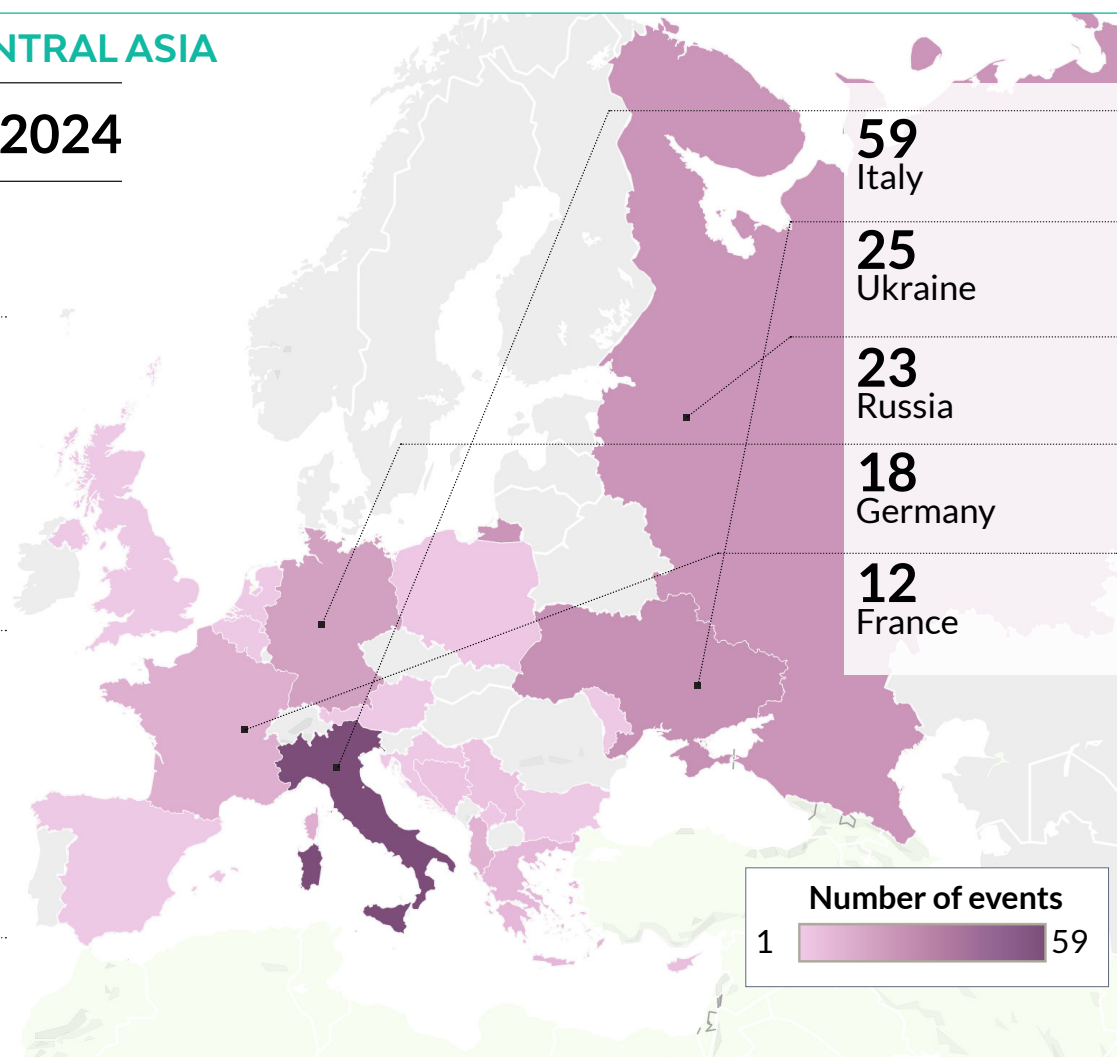 NTRAL ASIA
2024
59
Italy
25
Ukraine
23
Russia
18
Germany
12
France
Number of events
1
59